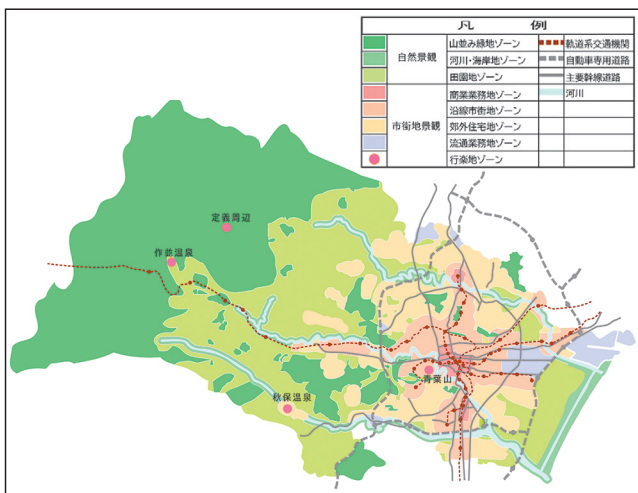 凡例
自然景観
山並み緑地ゾーン
河川・海岸地ゾーン
田園地ゾーン
市街地景観
商業業務地ゾーン
沿線市街地ゾーン
郊外住宅地ゾーン
流通業務地ゾーン
行楽地ゾーン
軌道系交通機関
自動車専用道路
主要幹線道路
河川
定義周辺
作並温泉
青葉山
秋保温泉